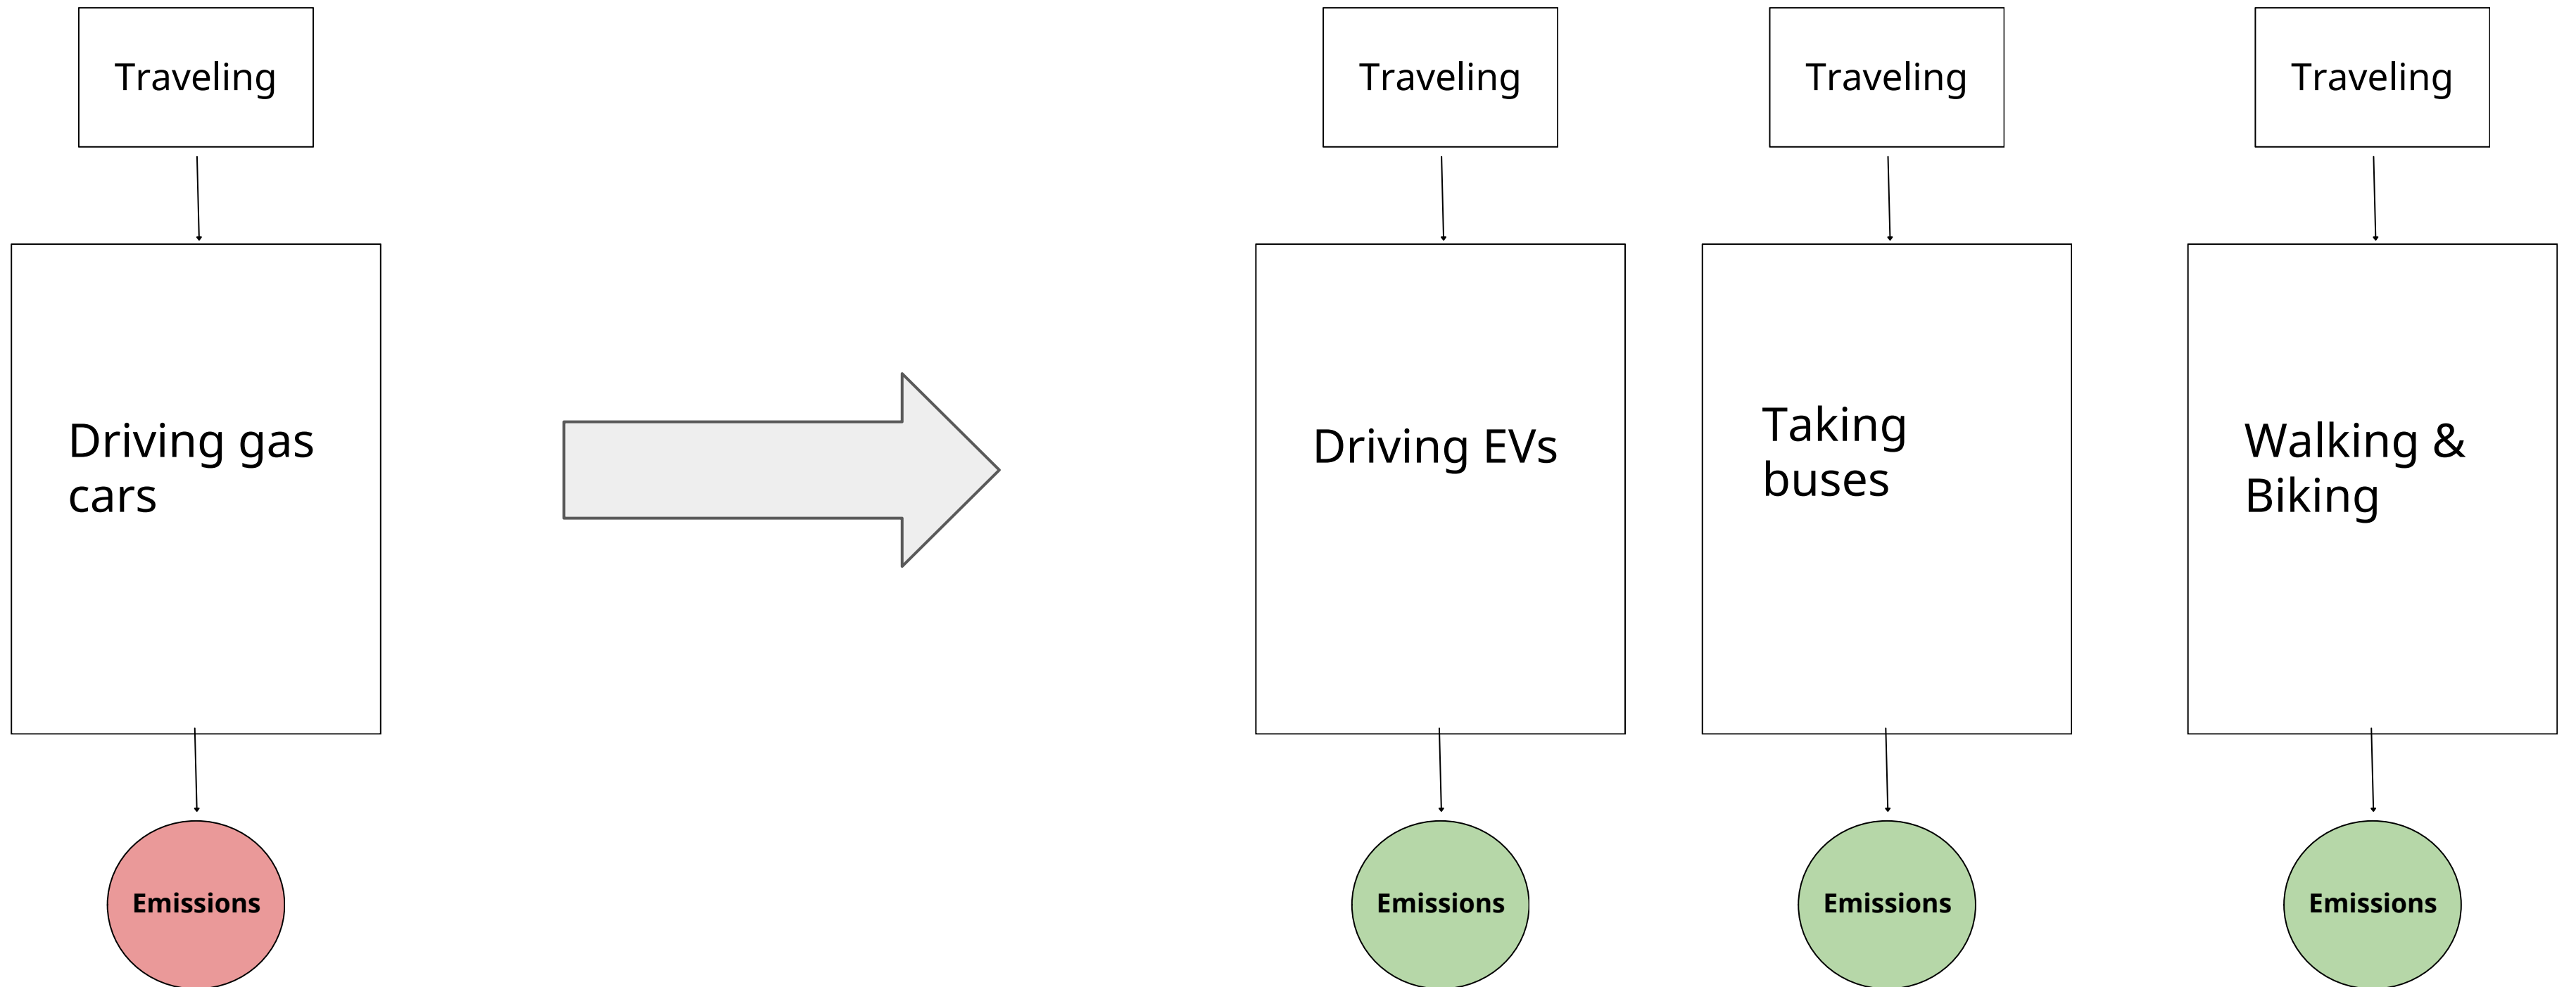 Traveling
Traveling
Traveling
Traveling
Driving gas
cars
Driving EVs
Taking
buses
Walking &
Biking
Emissions
Emissions
Emissions
Emissions